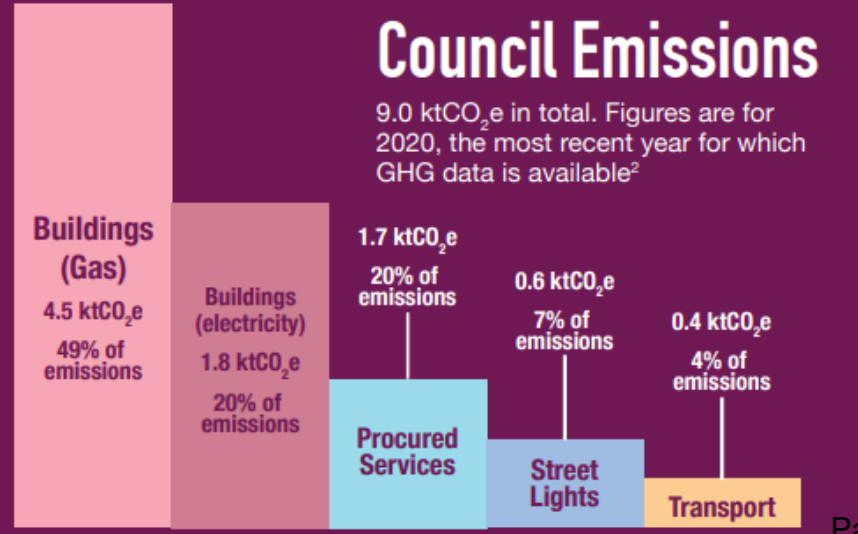 Council Emissions
9.0 ktCO₂e in total. Figures are for
2020, the most recent year for which
GHG data is available²
Buildings
(Gas)
4.5 ktCO₂e
49% of
emissions
Buildings
(electricity)
1.8 ktCO₂e
20% of
emissions
1.7 ktCO₂e
20% of
emissions
Procured
Services
0.6 ktCO₂e
7% of
emissions
Street
Lights
0.4 ktCO₂e
4% of
emissions
Transport